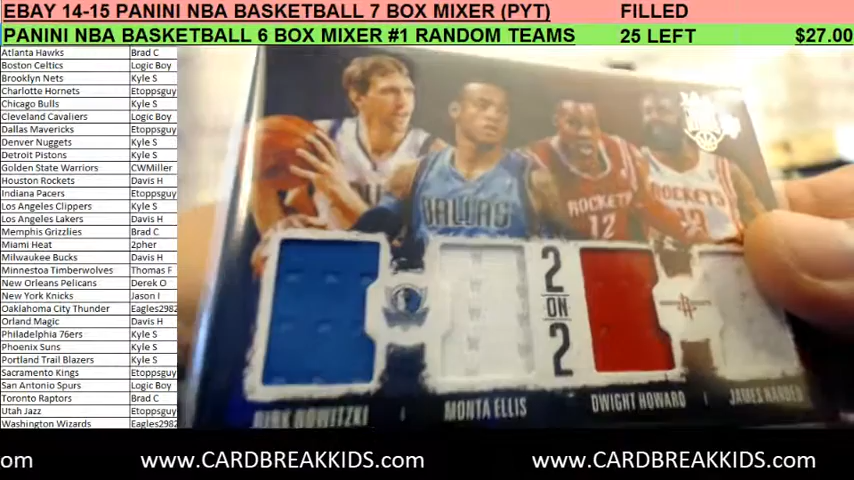 EBAY 14-15 PANINI NBA BASKETBALL 7 BOX MIXER (PYT) FILLED
PANINI NBA BASKETBALL 6 BOX MIXER #1 RANDOM TEAMS 25 LEFT $27.00
Atlanta Hawks Brad C
Boston Celtics Logic Boy
Brooklyn Nets Kyle S
Charlotte Hornets Etoppsguy
Chicago Bulls Kyle S
Cleveland Cavaliers Logic Boy
Dallas Mavericks Etoppsguy
Denver Nuggets Kyle S
Detroit Pistons Kyle S
Golden State Warriors CWMiller
Houston Rockets Davis H
Indiana Pacers Etoppsguy
Los Angeles Clippers Kyle S
Los Angeles Lakers Davis H
Memphis Grizzlies Brad C
Miami Heat 2pher
Milwaukee Bucks Davis H
Minnestoa Timberwolves Thomas F
New Orleans Pelicans Derek O
New York Knicks Jason I
Oaklahoma City Thunder Eagles2982
Orland Magic Davis H
Philadelphia 76ers Kyle S
Phoenix Suns Kyle S
Portland Trail Blazers Kyle S
Sacramento Kings Etoppsguy
San Antonio Spurs Logic Boy
Toronto Raptors Brad C
Utah Jazz Etoppsguy
Washington Wizards Eagles2982
DALLAS
ROCKETS
12
ROCKETS
13
2
ON
2
DIRK NOWITZKI | MONTA ELLIS DWIGHT HOWARD | JAMES HARDEN
om www.CARDBREAKKIDS.com www.CARDBREAKKIDS.com